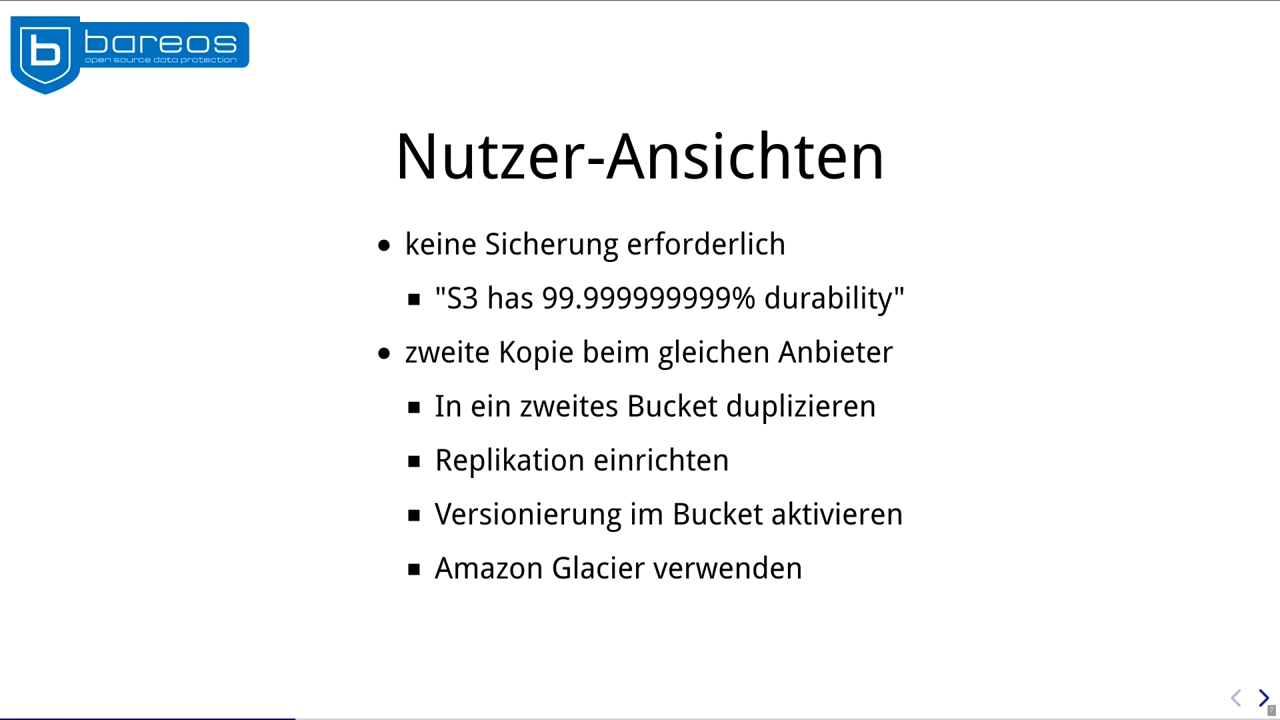 bareos
open source data protection
Nutzer-Ansichten
keine Sicherung erforderlich
"S3 has 99.999999999% durability"
zweite Kopie beim gleichen Anbieter
In ein zweites Bucket duplizieren
Replikation einrichten
Versionierung im Bucket aktivieren
Amazon Glacier verwenden